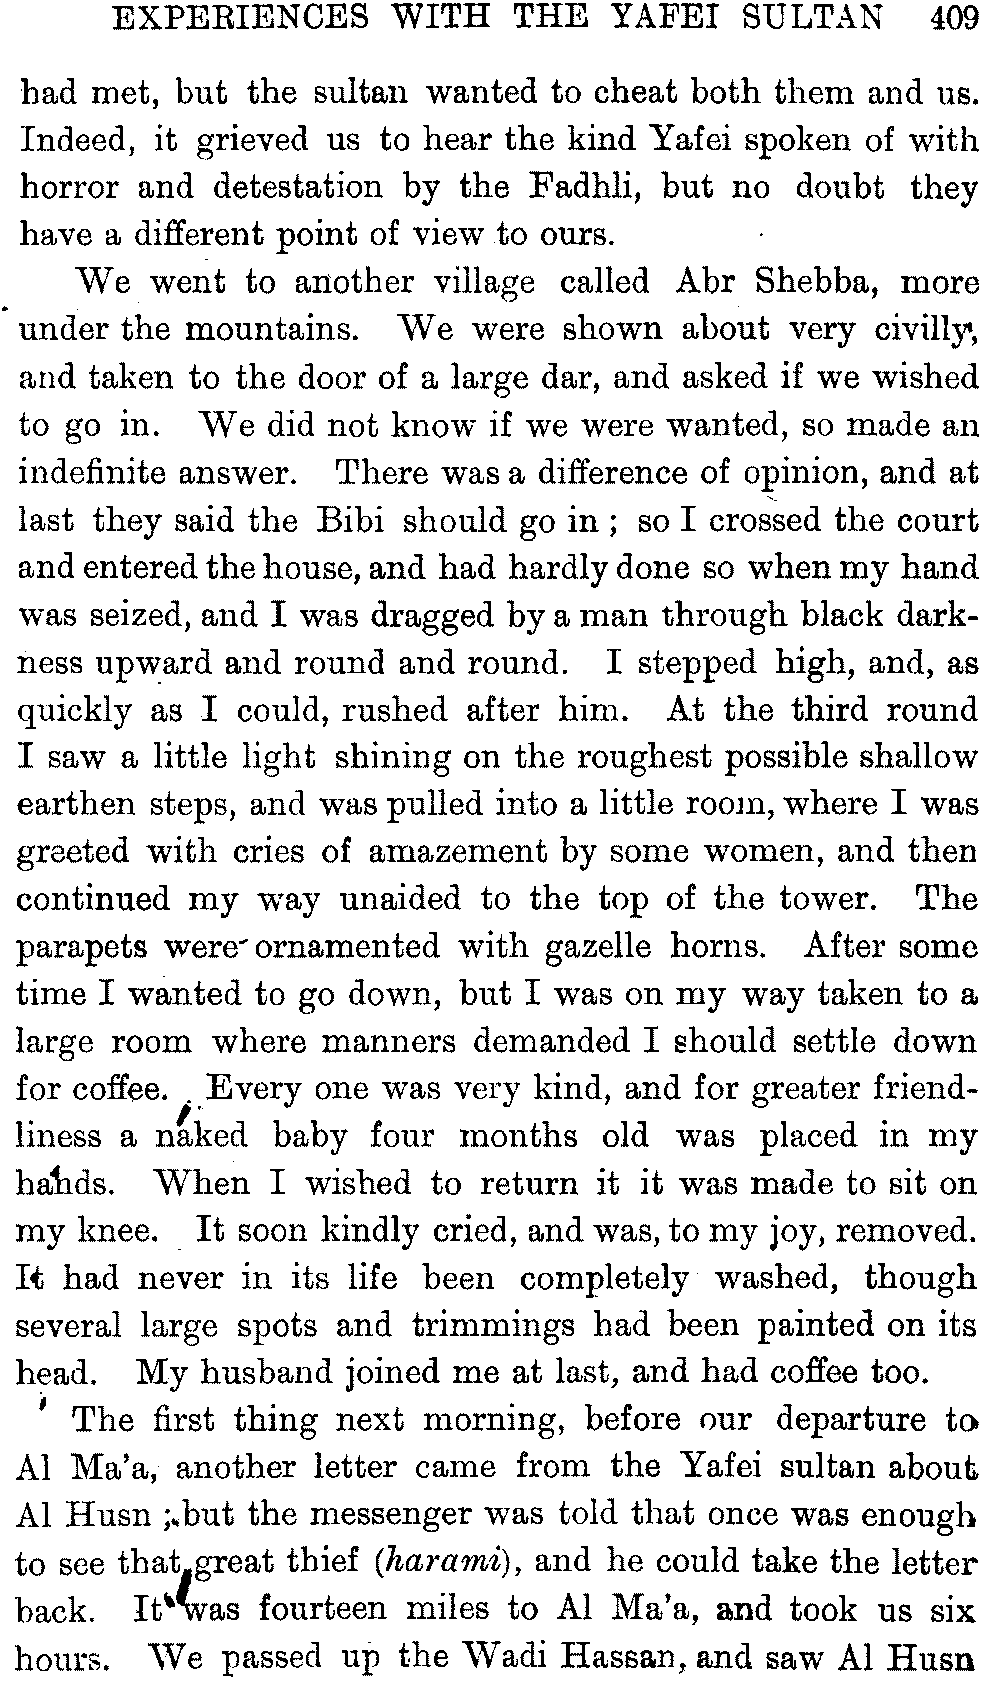 EXPERIENCES WITH THE YAFEI SULTAN 409
had met, but the sultan wanted to cheat both them and us.
Indeed, it grieved us to hear the kind Yafei spoken of with
horror and detestation by the Fadhli, but no doubt they
have a different point of view to ours.
We went to another village called Abr Shebba, more
under the mountains. We were shown about very civilly,
and taken to the door of a large dar, and asked if we wished
to go in. We did not know if we were wanted, so made an
indefinite answer. There was a difference of opinion, and at
last they said the Bibi should go in ; so I crossed the court
and entered the house, and had hardly done so when my hand
was seized, and I was dragged by a man through black dark-
ness upward and round and round. I stepped high, and, as
quickly as I could, rushed after him. At the third round
I saw a little light shining on the roughest possible shallow
earthen steps, and was pulled into a little room, where I was
greeted with cries of amazement by some women, and then
continued my way unaided to the top of the tower. The
parapets were ornamented with gazelle horns. After some
time I wanted to go down, but I was on my way taken to a
large room where manners demanded I should settle down
for coffee. Every one was very kind, and for greater friend-
liness a naked baby four months old was placed in my
hands. When I wished to return it it was made to sit on
my knee. It soon kindly cried, and was, to my joy, removed.
It had never in its life been completely washed, though
several large spots and trimmings had been painted on its
head. My husband joined me at last, and had coffee too.
The first thing next morning, before our departure to
Al Ma'a, another letter came from the Yafei sultan about
Al Husn ; but the messenger was told that once was enough
to see that great thief (harami), and he could take the letter
back. It was fourteen miles to Al Ma'a, and took us six
hours. We passed up the Wadi Hassan, and saw Al Husn